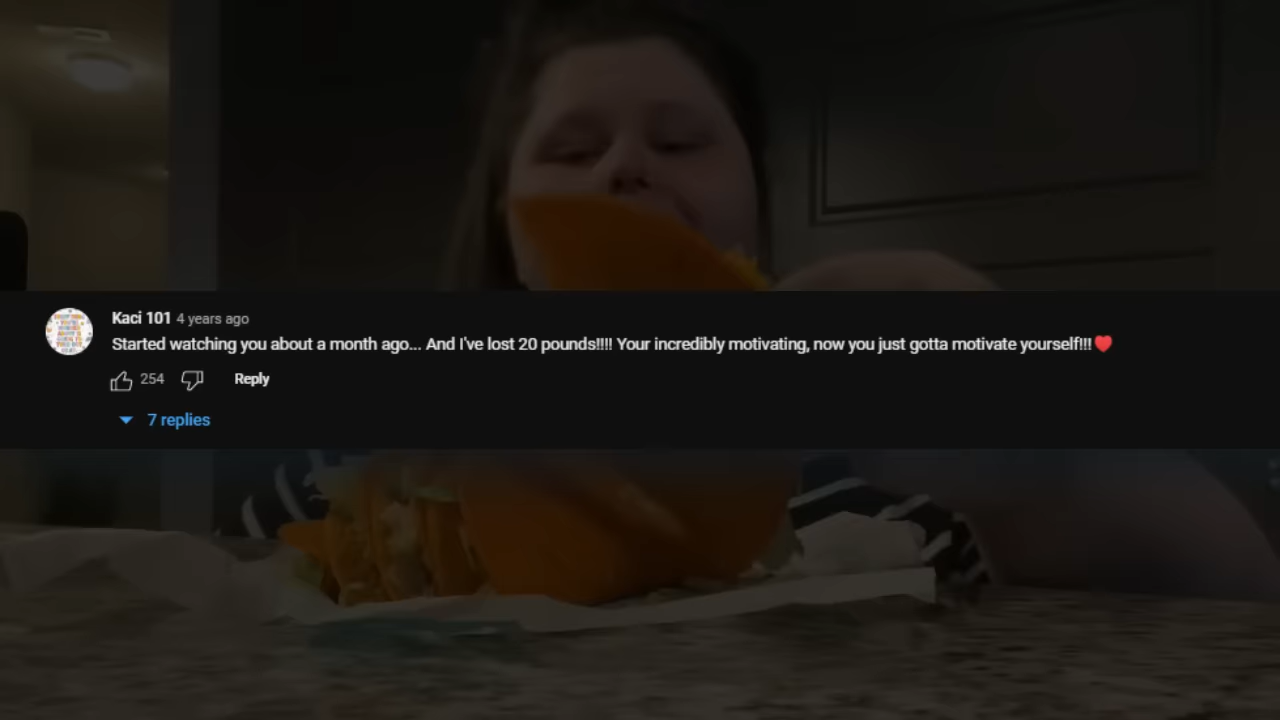 Kaci 101 4 years ago
Started watching you about a month ago... And I've lost 20 pounds!!!! Your incredibly motivating, now you just gotta motivate yourself!!!♥
254 Reply
7 replies